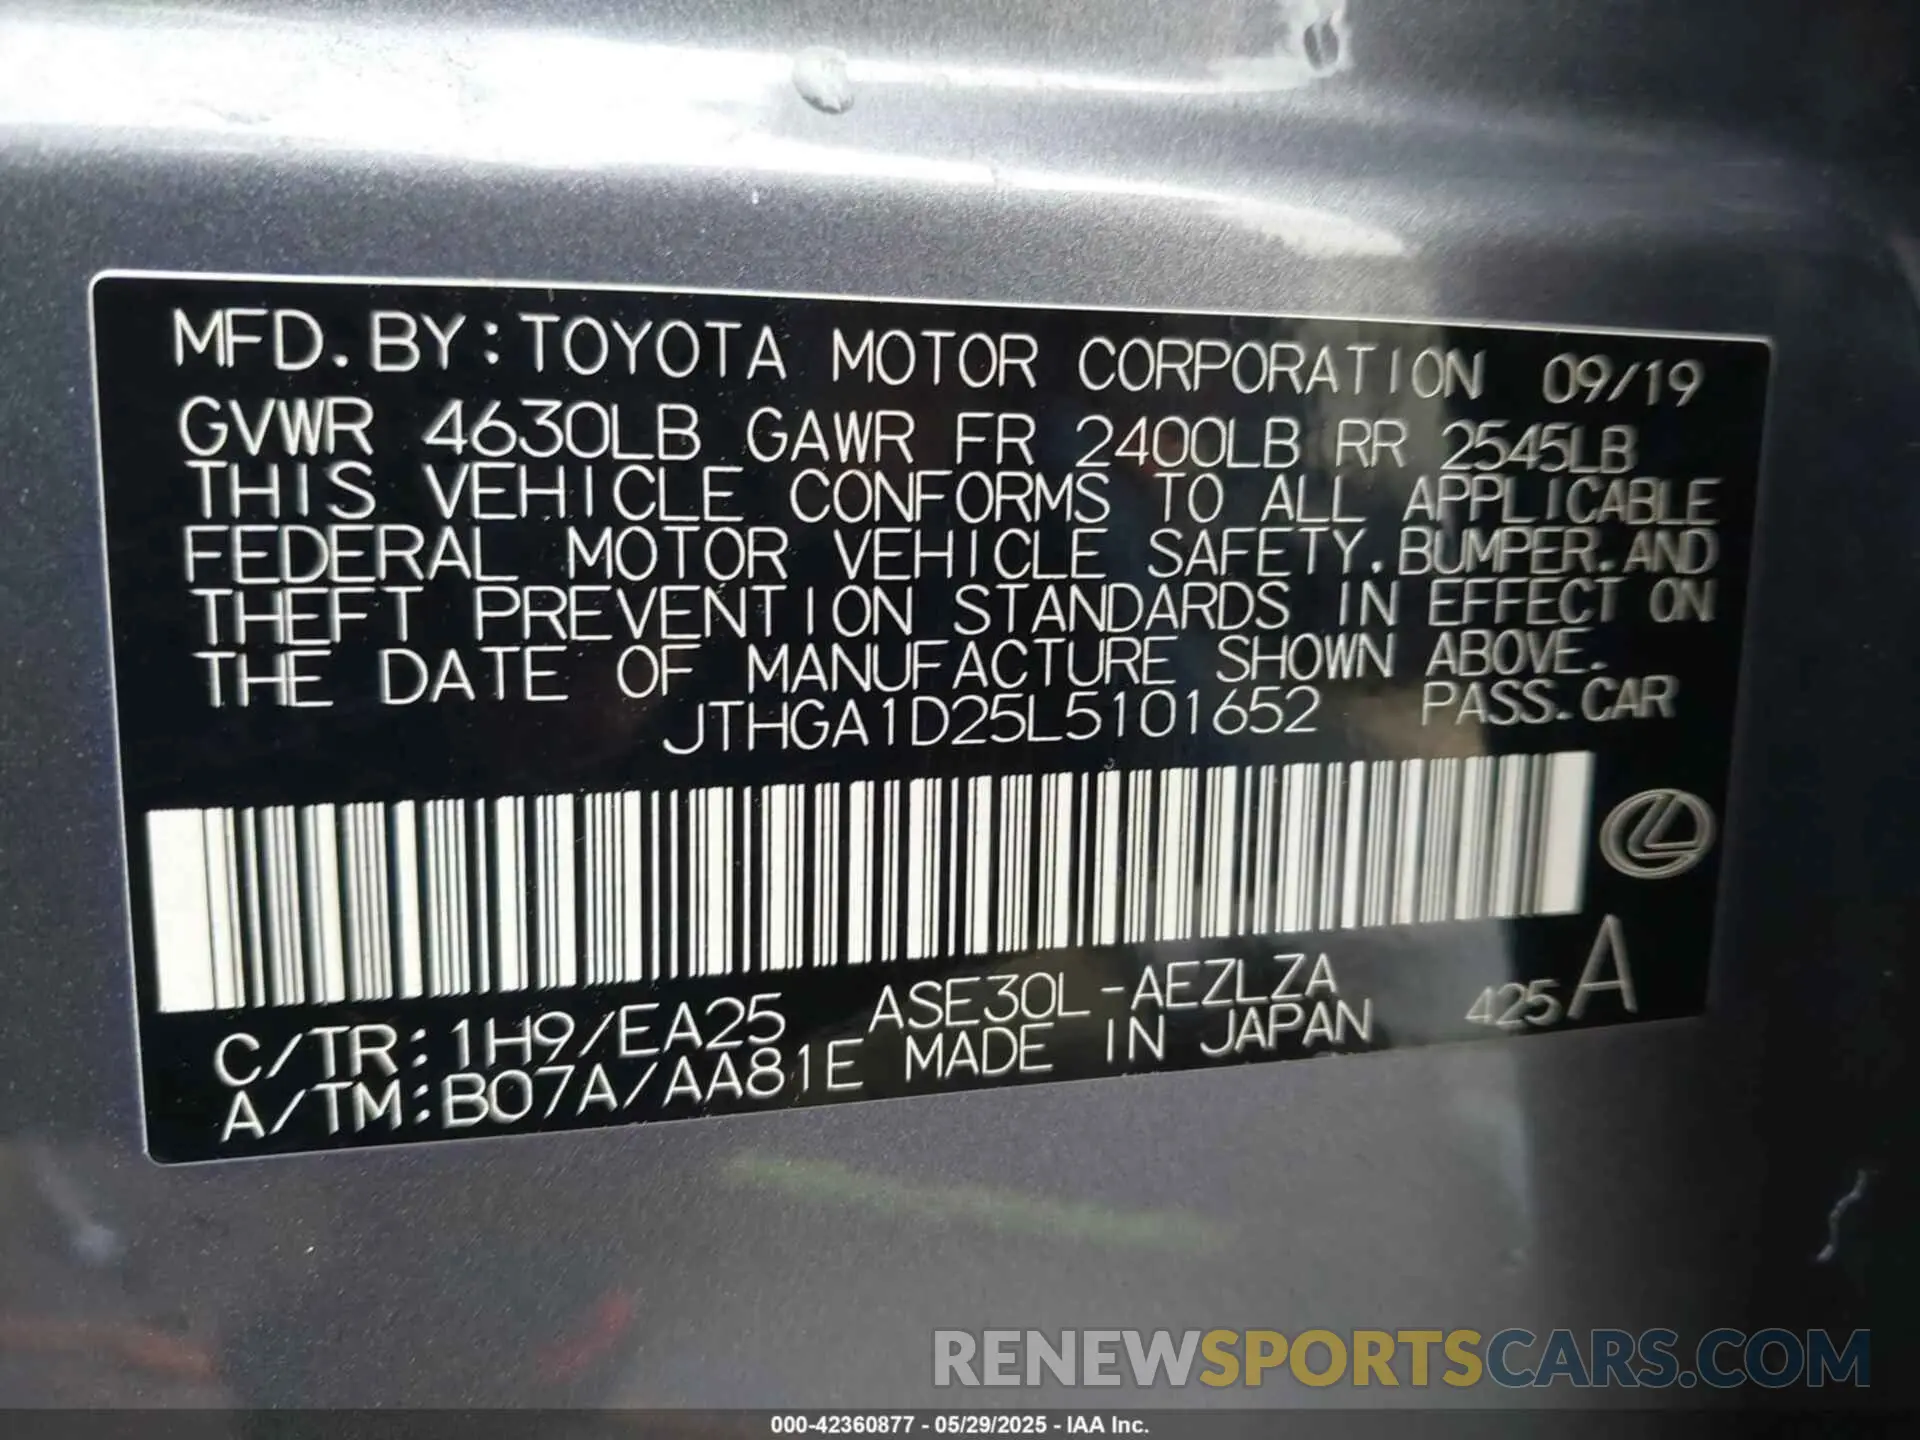 MFD. BY: TOYOTA MOTOR CORPORATION 09/19
GVWR 4630LB GAWR FR 2400LB RR 2545LB
THIS VEHICLE CONFORMS TO ALL APPLICABLE
FEDERAL MOTOR VEHICLE SAFETY, BUMPER, AND
THEFT PREVENTION STANDARDS IN EFFECT ON
THE DATE OF MANUFACTURE SHOWN ABOVE.
JTHGA1D25L5101652 PASS. CAR
C/TR: 1H9/EA25 ASE30L-AEZLZA 425A
A/TM: B07A/AA81E MADE IN JAPAN
RENEWSPORTSCARS.COM
000-42360877 - 05/29/2025 - IAA Inc.